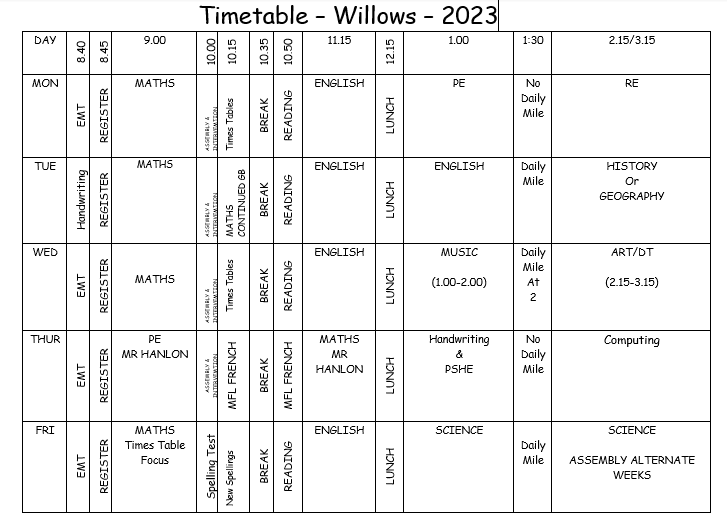 Timetable – Willows – 2023
DAY 8.40 8.45 9.00 10.00 10.15 10.35 10.50 11.15 12.15 1.00 1:30 2.15/3.15
MON EMT REGISTER MATHS ASSEMBLY & INTERVENTION Times Tables BREAK READING ENGLISH LUNCH PE No Daily Mile RE
TUE Handwriting REGISTER MATHS ASSEMBLY & INTERVENTION MATHS CONTINUED GB BREAK READING ENGLISH LUNCH ENGLISH Daily Mile HISTORY Or GEOGRAPHY
WED EMT REGISTER MATHS ASSEMBLY & INTERVENTION Times Tables BREAK READING ENGLISH LUNCH MUSIC (1.00-2.00) Daily Mile At 2 ART/DT (2.15-3.15)
THUR EMT REGISTER PE MR HANLON ASSEMBLY & INTERVENTION MFL FRENCH BREAK MFL FRENCH MATHS MR HANLON LUNCH Handwriting & PSHE No Daily Mile Computing
FRI EMT REGISTER MATHS Times Table Focus Spelling Test New Spellings BREAK READING ENGLISH LUNCH SCIENCE Daily Mile SCIENCE ASSEMBLY ALTERNATE WEEKS